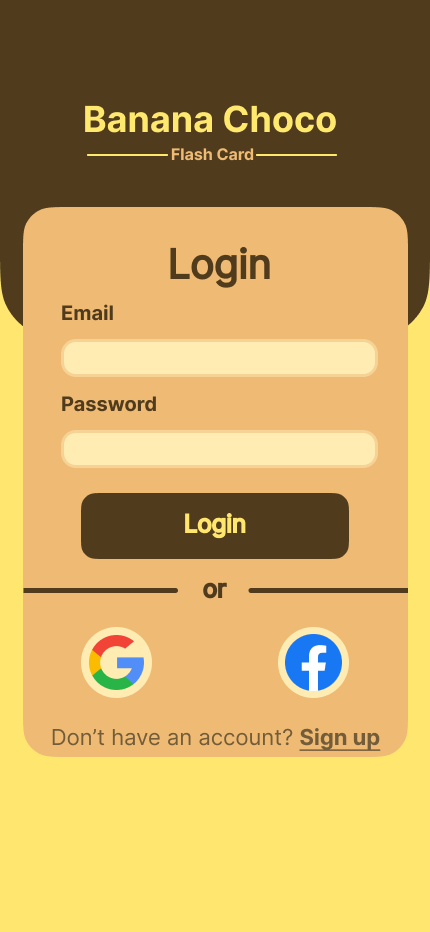 Banana Choco
Flash Card
Login
Email
Password
Login
or
Don’t have an account? Sign up